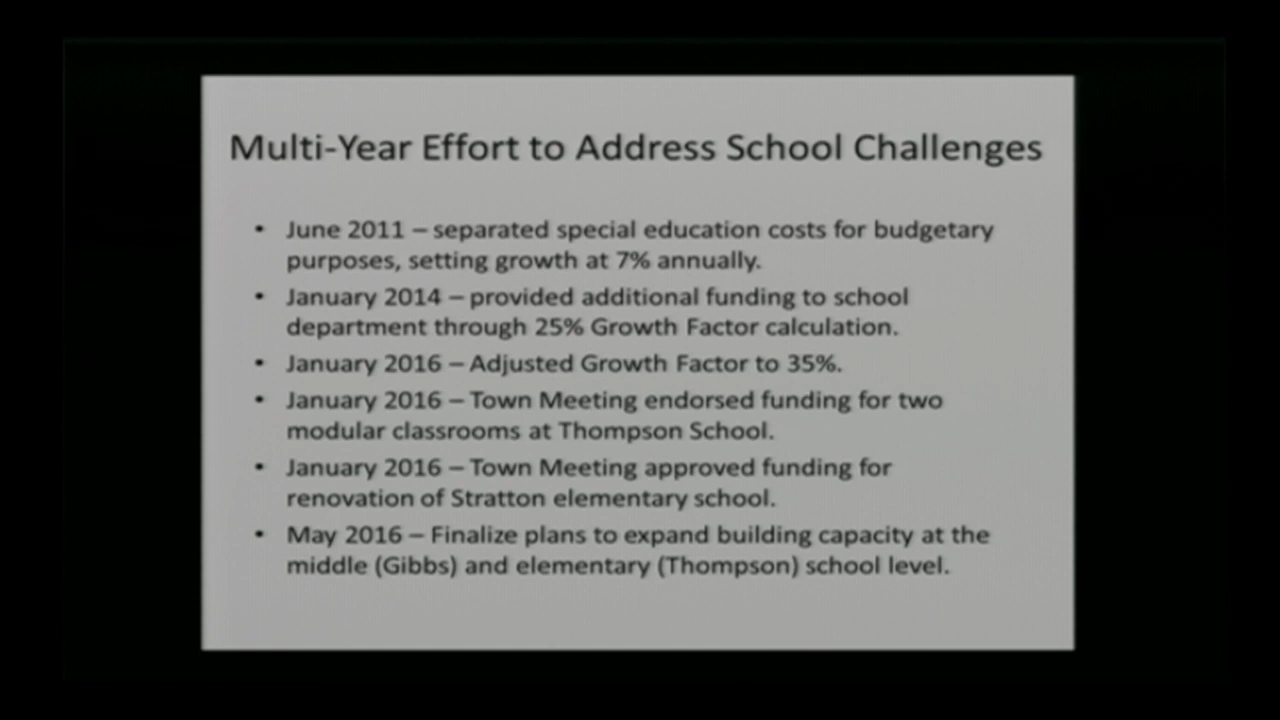 Multi-Year Effort to Address School Challenges
• June 2011 – separated special education costs for budgetary
purposes, setting growth at 7% annually.
• January 2014 – provided additional funding to school
department through 25% Growth Factor calculation.
• January 2016 – Adjusted Growth Factor to 35%.
• January 2016 – Town Meeting endorsed funding for two
modular classrooms at Thompson School.
• January 2016 – Town Meeting approved funding for
renovation of Stratton elementary school.
• May 2016 – Finalize plans to expand building capacity at the
middle (Gibbs) and elementary (Thompson) school level.